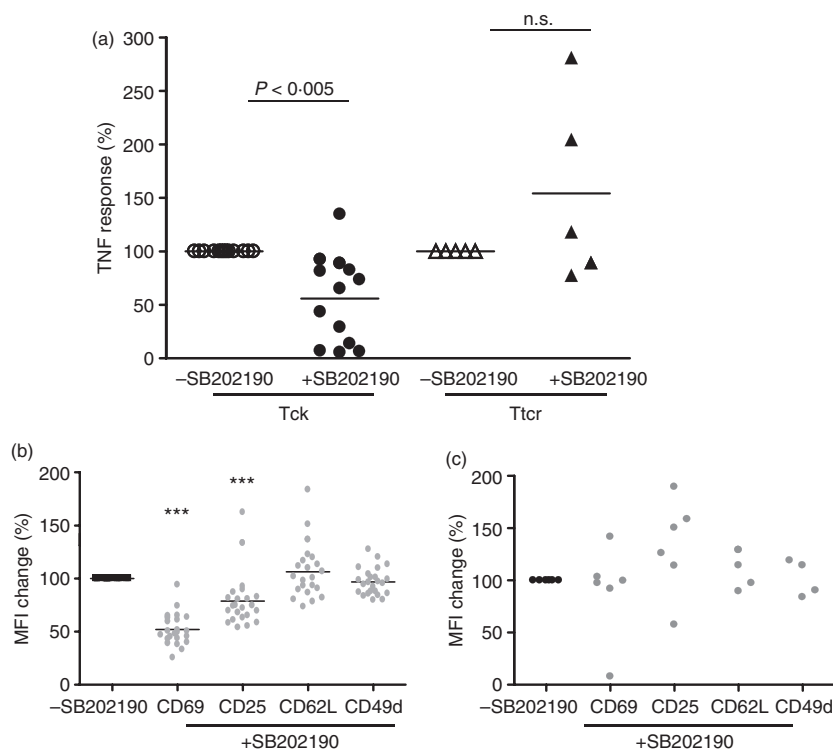 (a)
n.s.
P < 0·005
300
250
200
150
100
50
0
TNF response (%)
–SB202190 +SB202190 –SB202190 +SB202190
Tck Ttcr
(b)
200
150
100
50
0
MFI change (%)
*** ***
–SB202190 CD69 CD25 CD62L CD49d
+SB202190
(c)
200
150
100
50
0
MFI change (%)
–SB202190 CD69 CD25 CD62L CD49d
+SB202190